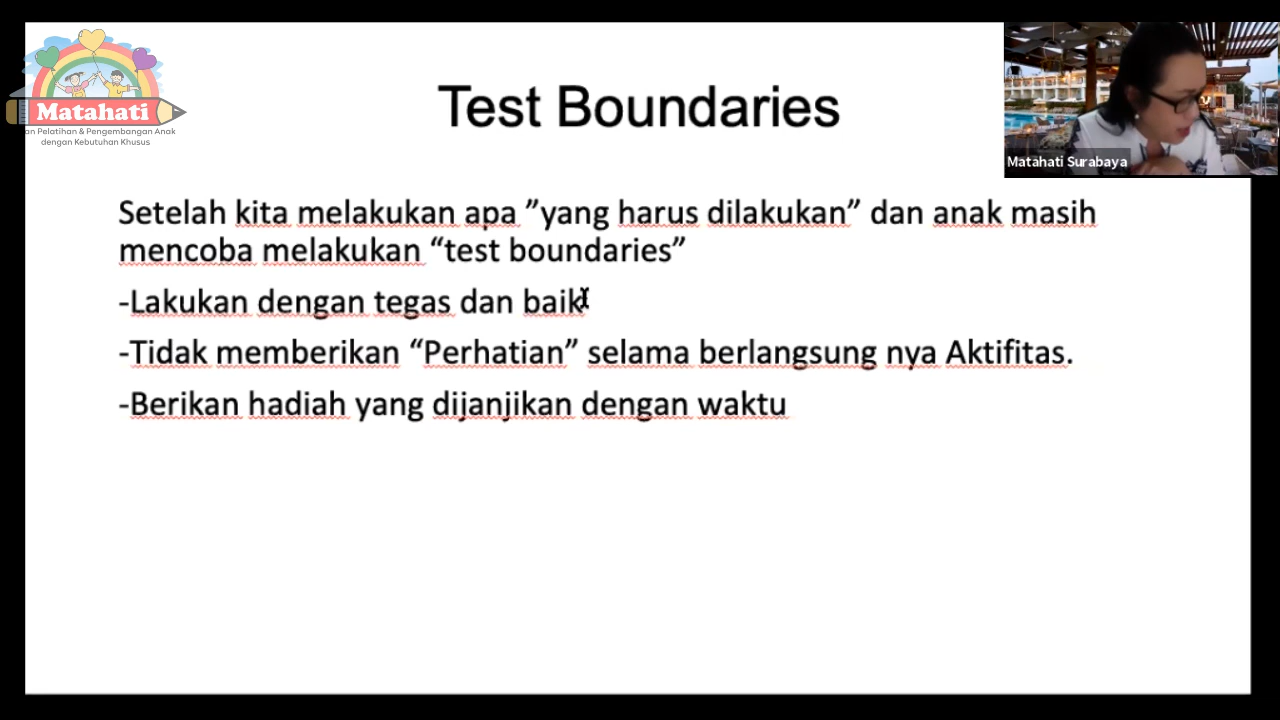 Matahati
an Pelatihan & Pengembangan Anak
dengan Kebutuhan Khusus
Test Boundaries
Matahati Surabaya
Setelah kita melakukan apa ”yang harus dilakukan” dan anak masih
mencoba melakukan “test boundaries”
-Lakukan dengan tegas dan baik
-Tidak memberikan “Perhatian” selama berlangsung nya Aktifitas.
-Berikan hadiah yang dijanjikan dengan waktu